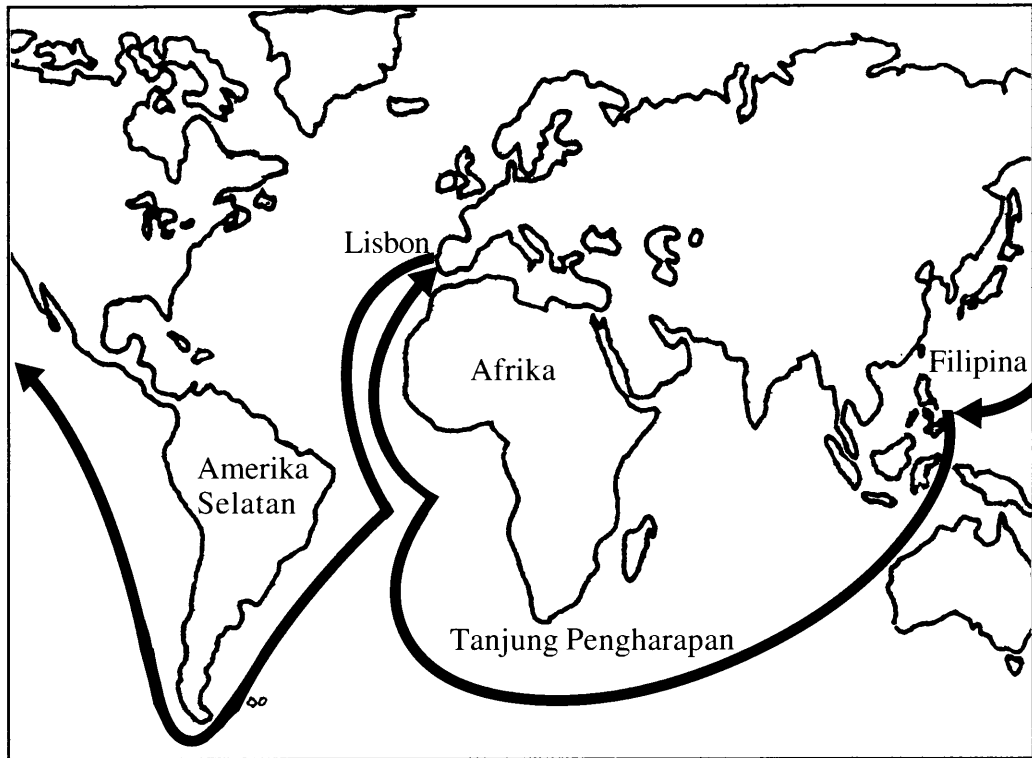 Lisbon
Filipina
Afrika
Amerika
Selatan
Tanjung Pengharapan